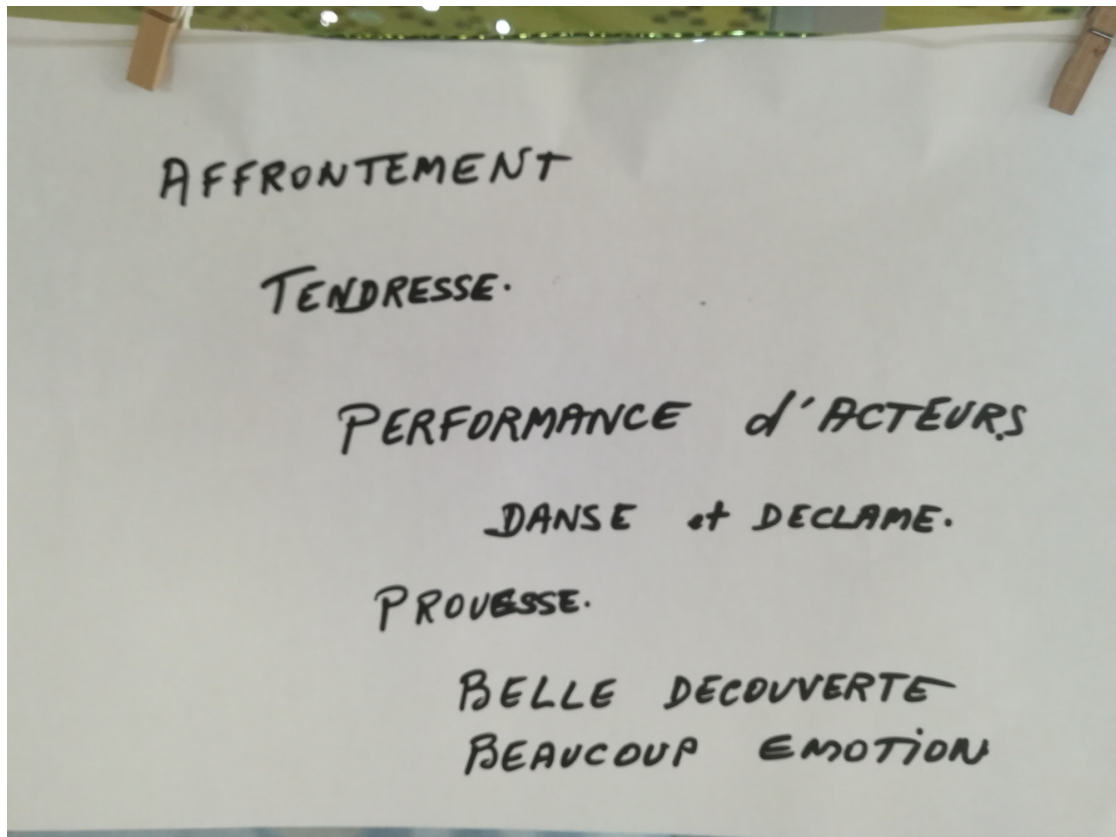 AFFRONTEMENT
TENDRESSE.
PERFORMANCE d'ACTEURS
DANSE et DECLAME.
PROUESSE.
BELLE DECOUVERTE
BEAUCOUP EMOTiON